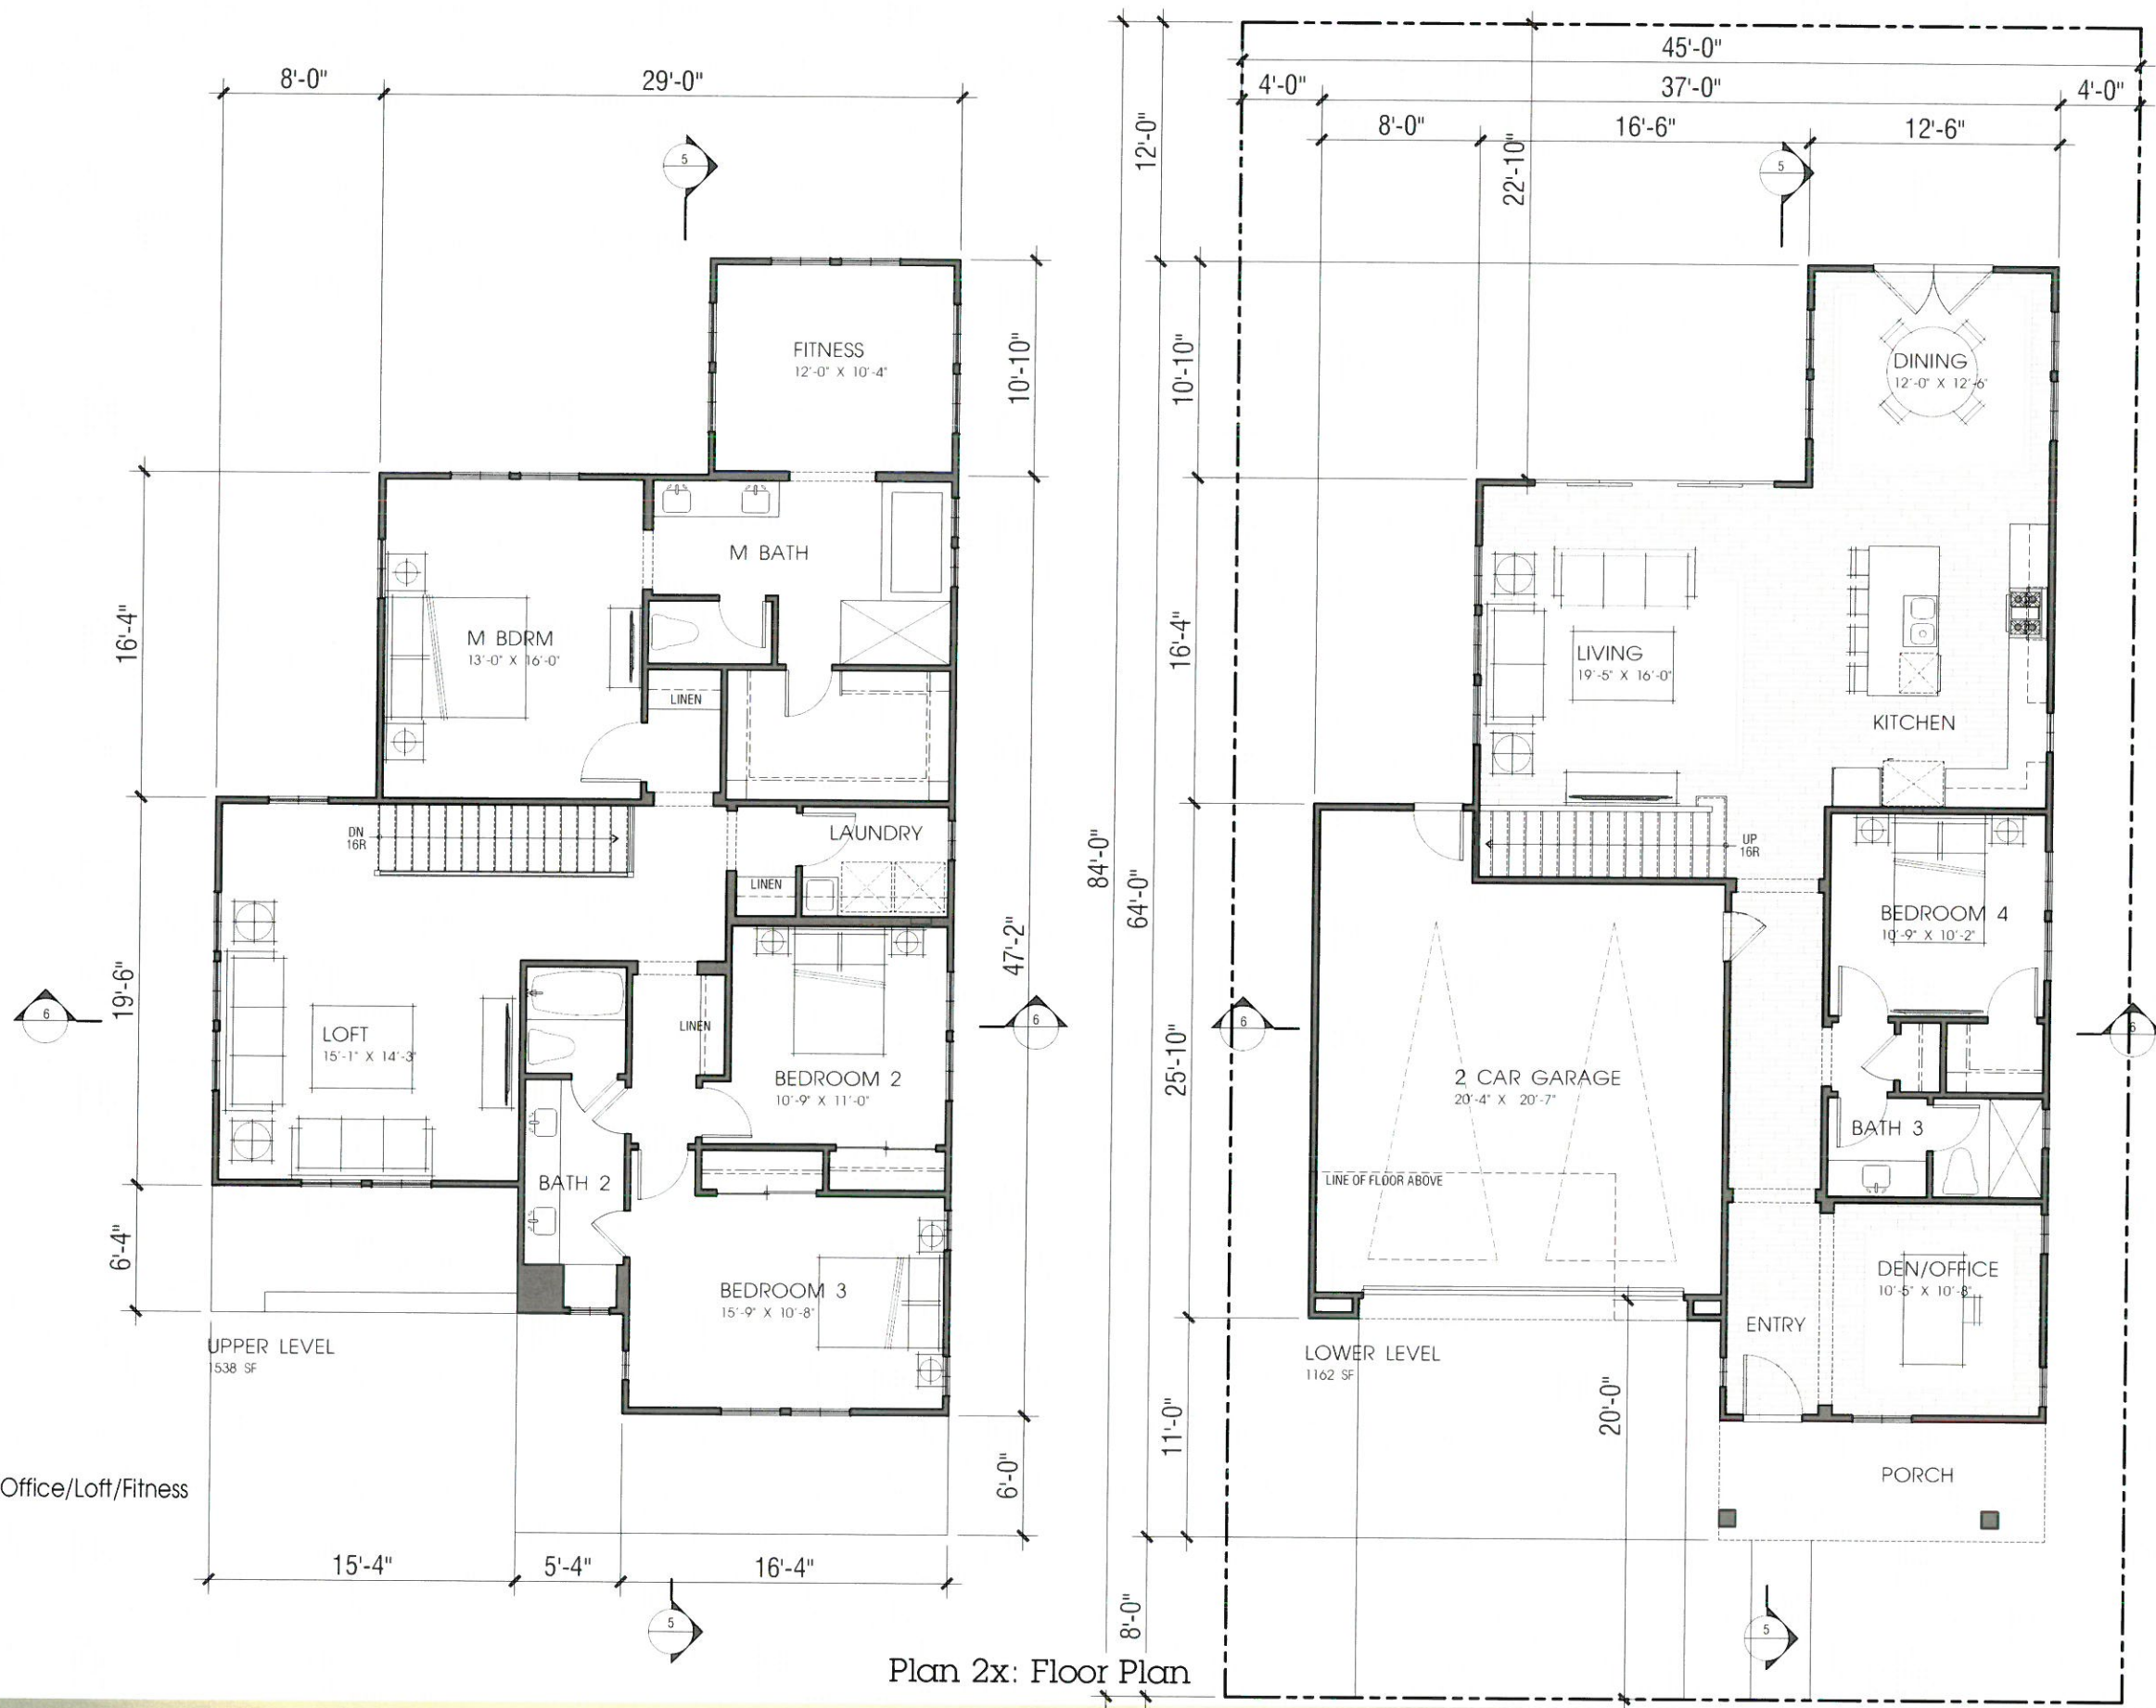 8'-0"
29'-0"
5
FITNESS
12'-0" X 10'-4"
10'-10"
M BATH
M BDRM
13'-0" X 16'-0"
16'-4"
LINEN
DN
16R
LAUNDRY
LINEN
47'-2"
19'-6"
LOFT
15'-1" X 14'-3"
LINEN
6
6
BEDROOM 2
10'-9" X 11'-0"
BATH 2
6'-4"
BEDROOM 3
15'-9" X 10'-8"
UPPER LEVEL
1538 SF
6'-0"
Office/Loft/Fitness
15'-4"
5'-4"
16'-4"
5
45'-0"
4'-0"
37'-0"
4'-0"
8'-0"
16'-6"
12'-6"
12'-0"
22'-10"
5
10'-10"
DINING
12'-0" X 12'-6"
16'-4"
LIVING
19'-5" X 16'-0"
KITCHEN
84'-0"
64'-0"
UP
16R
BEDROOM 4
10'-9" X 10'-2"
25'-10"
6
6
2 CAR GARAGE
20'-4" X 20'-7"
BATH 3
LINE OF FLOOR ABOVE
DEN/OFFICE
10'-5" X 10'-8"
ENTRY
LOWER LEVEL
1162 SF
20'-0"
11'-0"
PORCH
8'-0"
5
Plan 2x: Floor Plan